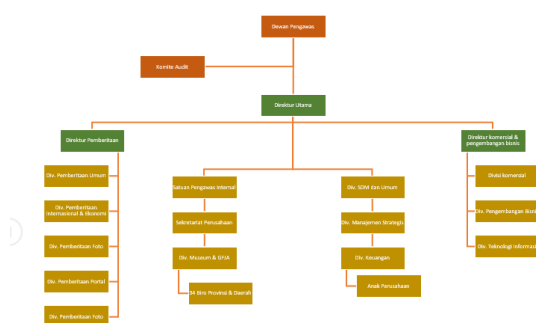 Dewan Pengawas
Komite Audit
Direktur Utama
Direktur Pemberitaan
Direktur komersial &
pengembangan bisnis
Div. Pemberitaan Umum
Satuan Pengawas Internal
Div. SDM dan Umum
Divisi komersial
Div. Pemberitaan
Internasional & Ekonomi
Sekretariat Perusahaan
Div. Manajemen Strategis
Div. Pengembangan Bisnis
Div. Pemberitaan Foto
Div. Museum & GFJA
Div. Keuangan
Div. Teknologi Informasi
Div. Pemberitaan Portal
34 Biro Provinsi & Daerah
Anak Perusahaan
Div. Pemberitaan Foto